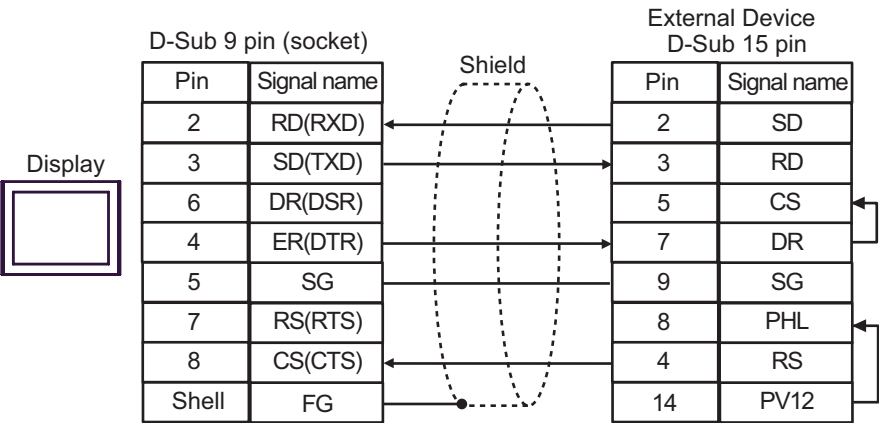 External Device
D-Sub 9 pin (socket)
D-Sub 15 pin
Shield
Pin Signal name Pin Signal name
2 RD(RXD) 2 SD
Display
3 SD(TXD) 3 RD
6 DR(DSR) 5 CS
4 ER(DTR) 7 DR
5 SG 9 SG
7 RS(RTS) 8 PHL
8 CS(CTS) 4 RS
Shell FG 14 PV12